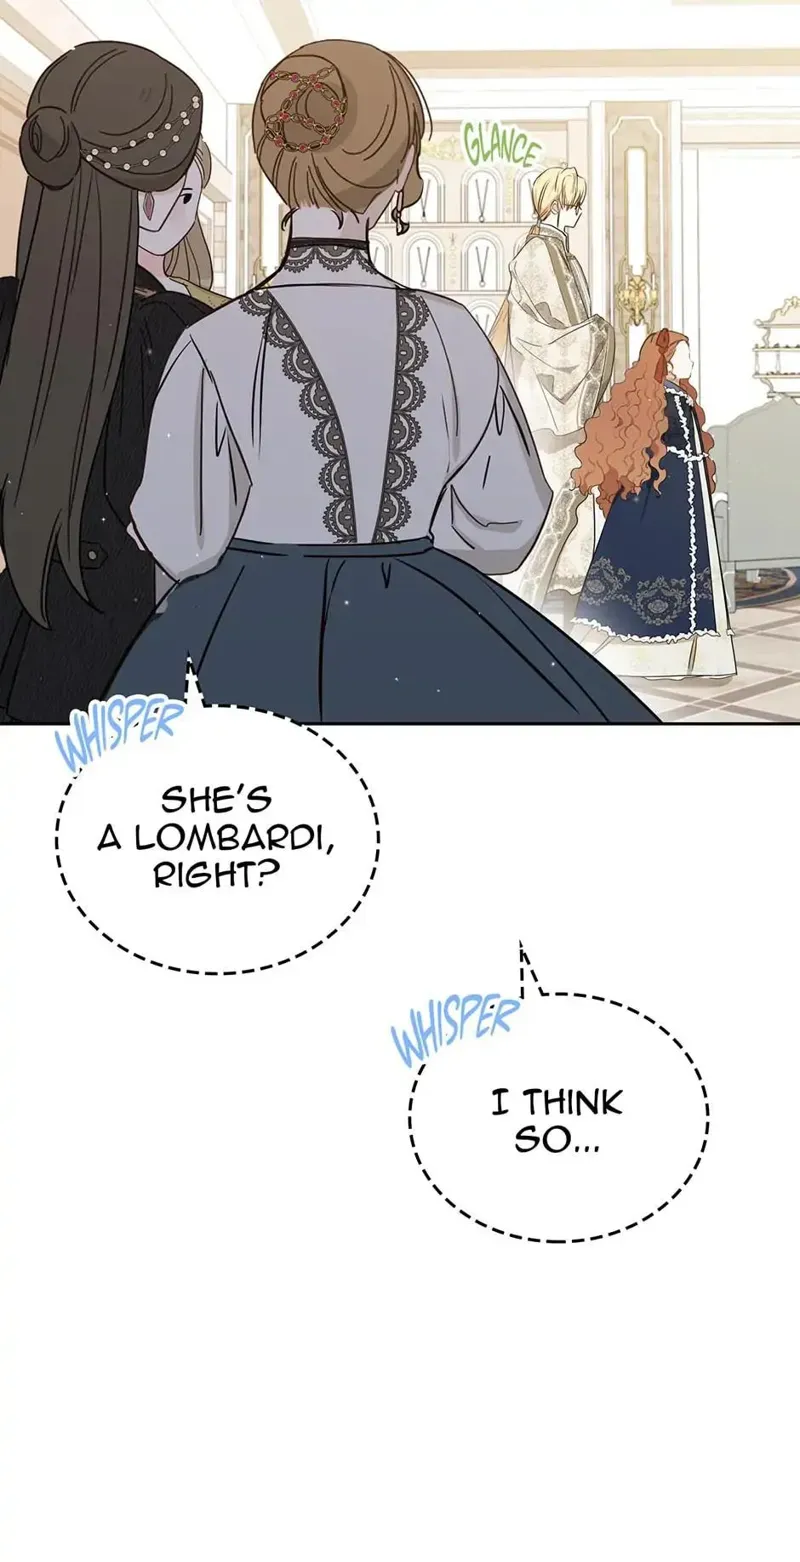 GLANCE
WHISPER
SHE'S
A LOMBARDI,
RIGHT?
WHISPER
I THINK
SO...